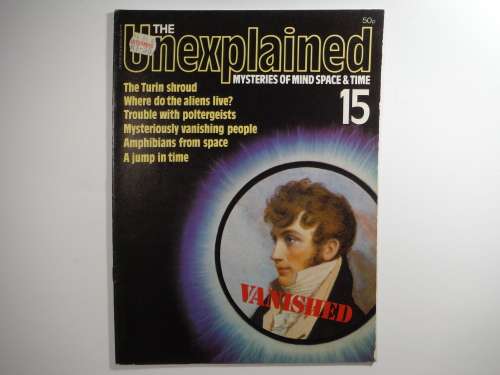 THE
50p
Unexplained
MYSTERIES OF MIND SPACE & TIME
15
The Turin shroud
Where do the aliens live?
Trouble with poltergeists
Mysteriously vanishing people
Amphibians from space
A jump in time
VANISHED